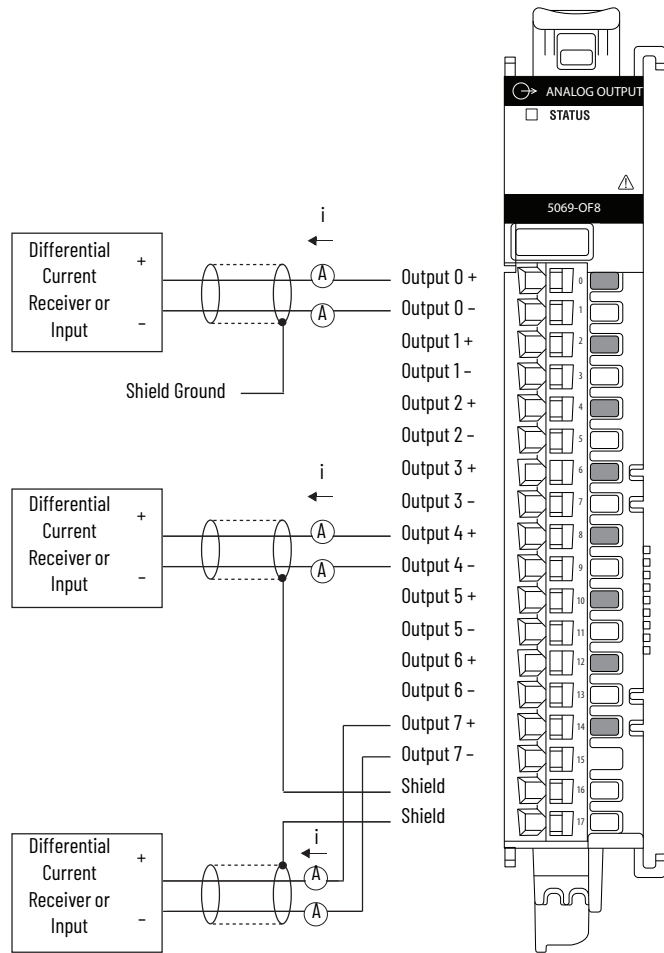 ANALOG OUTPUT
STATUS
5069-OF8
i
Differential
Current
Receiver or
Input
+
–
A
A
Shield Ground
Output 0 +
Output 0 –
Output 1 +
Output 1 –
Output 2 +
Output 2 –
Output 3 +
Output 3 –
Output 4 +
Output 4 –
Output 5 +
Output 5 –
Output 6 +
Output 6 –
Output 7 +
Output 7 –
Shield
Shield
0
1
2
3
4
5
6
7
8
9
10
11
12
13
14
15
16
17
i
Differential
Current
Receiver or
Input
+
–
A
A
i
Differential
Current
Receiver or
Input
+
–
A
A